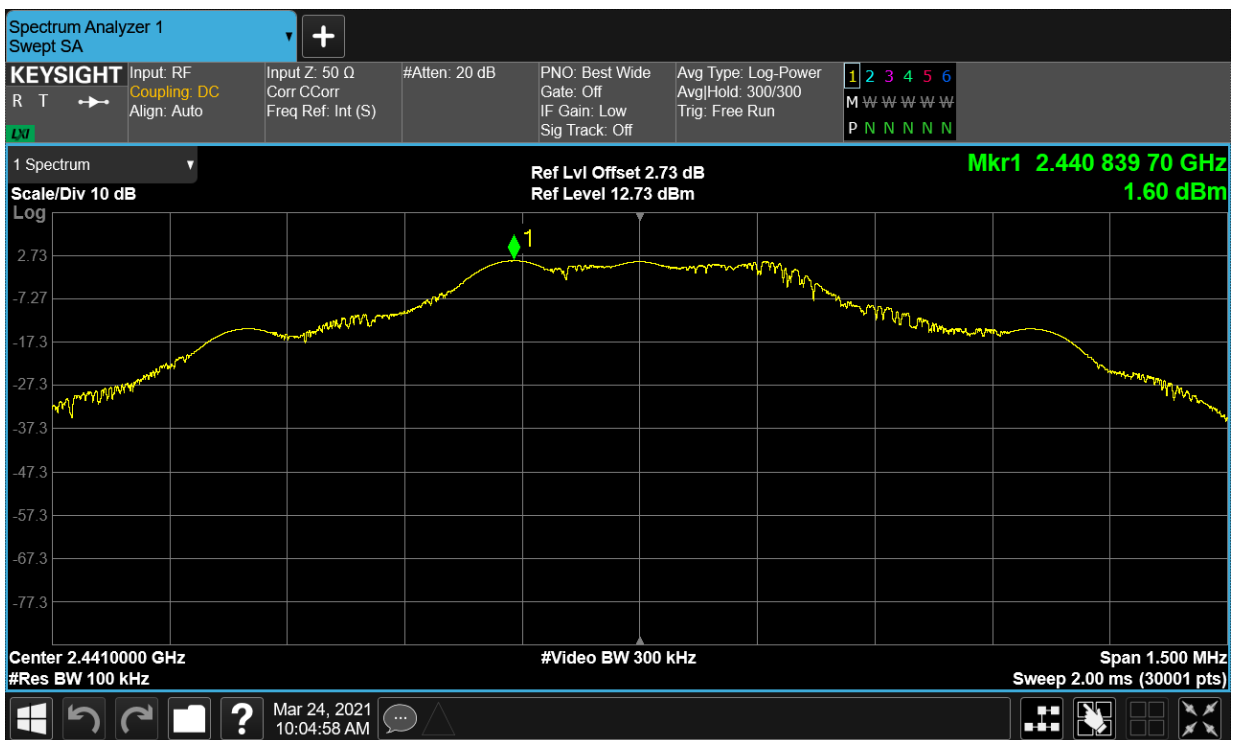 Spectrum Analyzer 1
Swept SA
+
KEYSIGHT
R T
LXI
Input: RF
Coupling: DC
Align: Auto
Input Z: 50 Ω
Corr CCorr
Freq Ref: Int (S)
#Atten: 20 dB
PNO: Best Wide
Gate: Off
IF Gain: Low
Sig Track: Off
Avg Type: Log-Power
Avg|Hold: 300/300
Trig: Free Run
1 2 3 4 5 6
M W W W W W
P N N N N N
1 Spectrum
Scale/Div 10 dB
Log
Ref Lvl Offset 2.73 dB
Ref Level 12.73 dBm
Mkr1 2.440 839 70 GHz
1.60 dBm
1
2.73
-7.27
-17.3
-27.3
-37.3
-47.3
-57.3
-67.3
-77.3
Center 2.4410000 GHz
#Res BW 100 kHz
#Video BW 300 kHz
Span 1.500 MHz
Sweep 2.00 ms (30001 pts)
?
Mar 24, 2021
10:04:58 AM